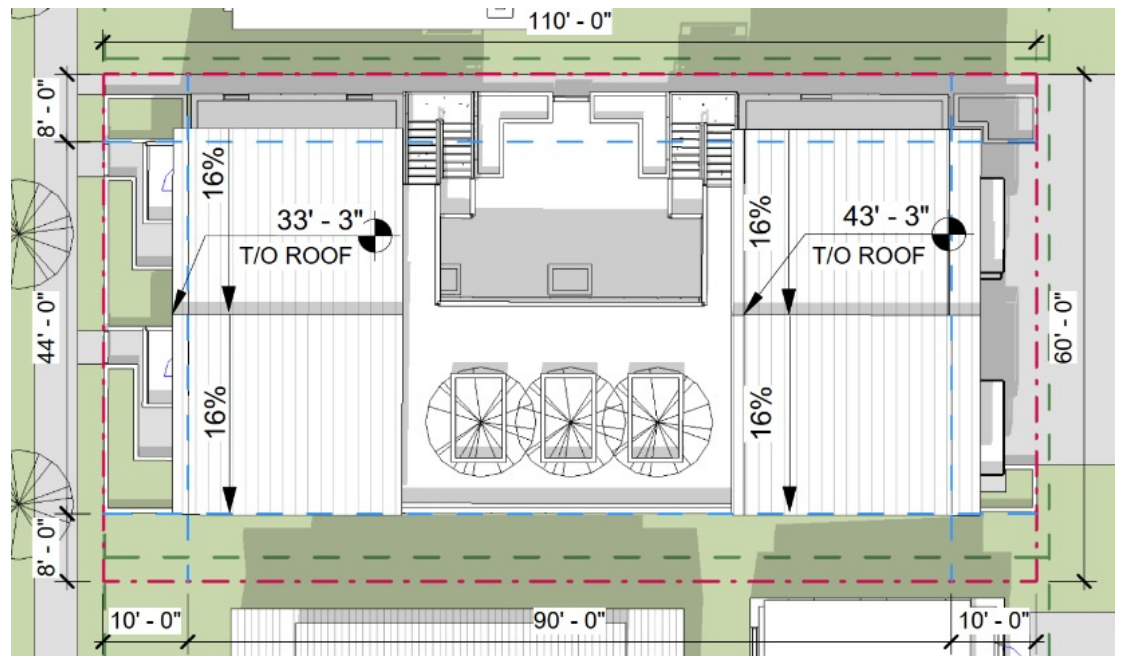 110' - 0"
8' - 0"
16%
33' - 3"
T/O ROOF
16%
43' - 3"
T/O ROOF
44' - 0"
60' - 0"
16%
16%
8' - 0"
10' - 0"
90' - 0"
10' - 0"